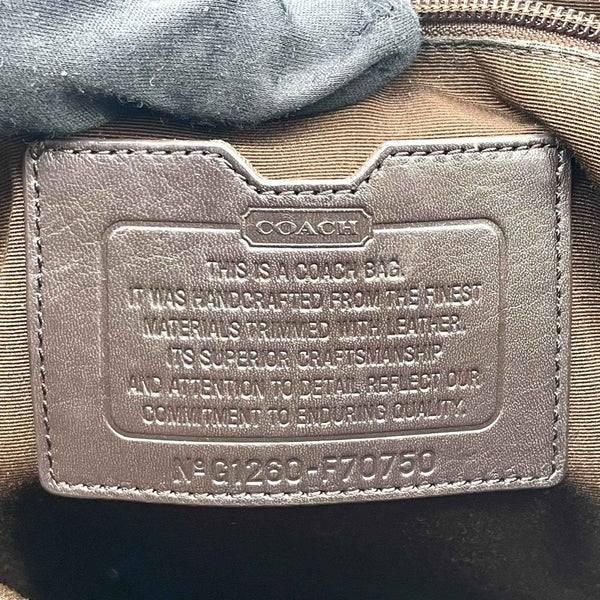 COACH
THIS IS A COACH BAG.
IT WAS HANDCRAFTED FROM THE FINEST
MATERIALS TRIMMED WITH LEATHER.
ITS SUPERIOR CRAFTSMANSHIP
AND ATTENTION TO DETAIL REFLECT OUR
COMMITMENT TO ENDURING QUALITY.
Nº G1260-F70750